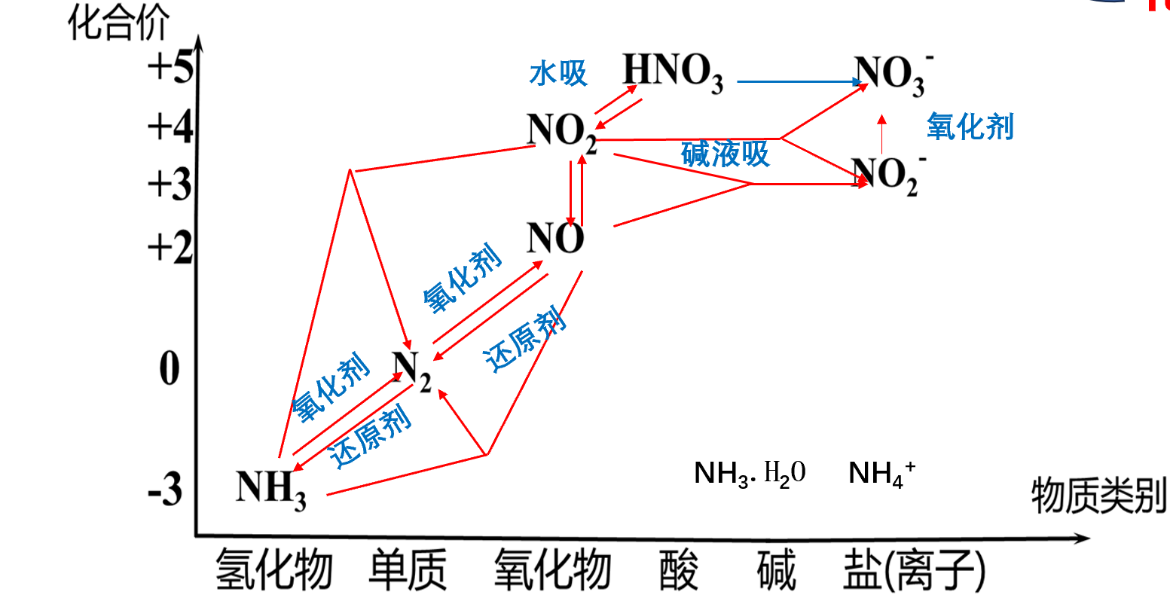 化合价
+5
水吸
HNO₃
NO₃⁻
+4
NO₂
碱液吸
氧化剂
+3
NO₂⁻
+2
NO
氧化剂
还原剂
0
N₂
氧化剂
还原剂
-3
NH₃
NH₃. H₂O
NH₄⁺
物质类别
氢化物 单质 氧化物 酸 碱 盐(离子)